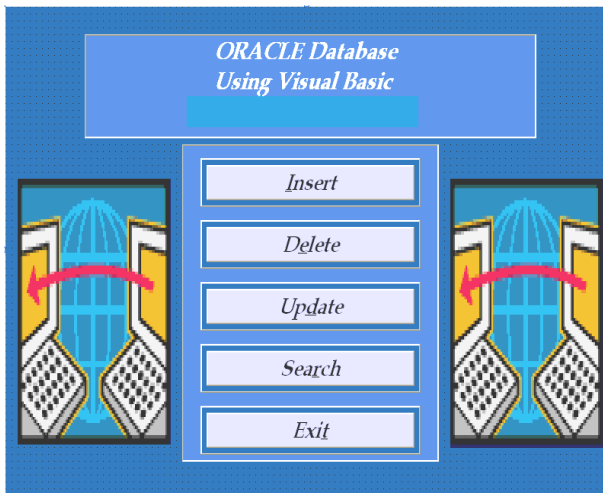 ORACLE Database
Using Visual Basic
Insert
Delete
Update
Search
Exit